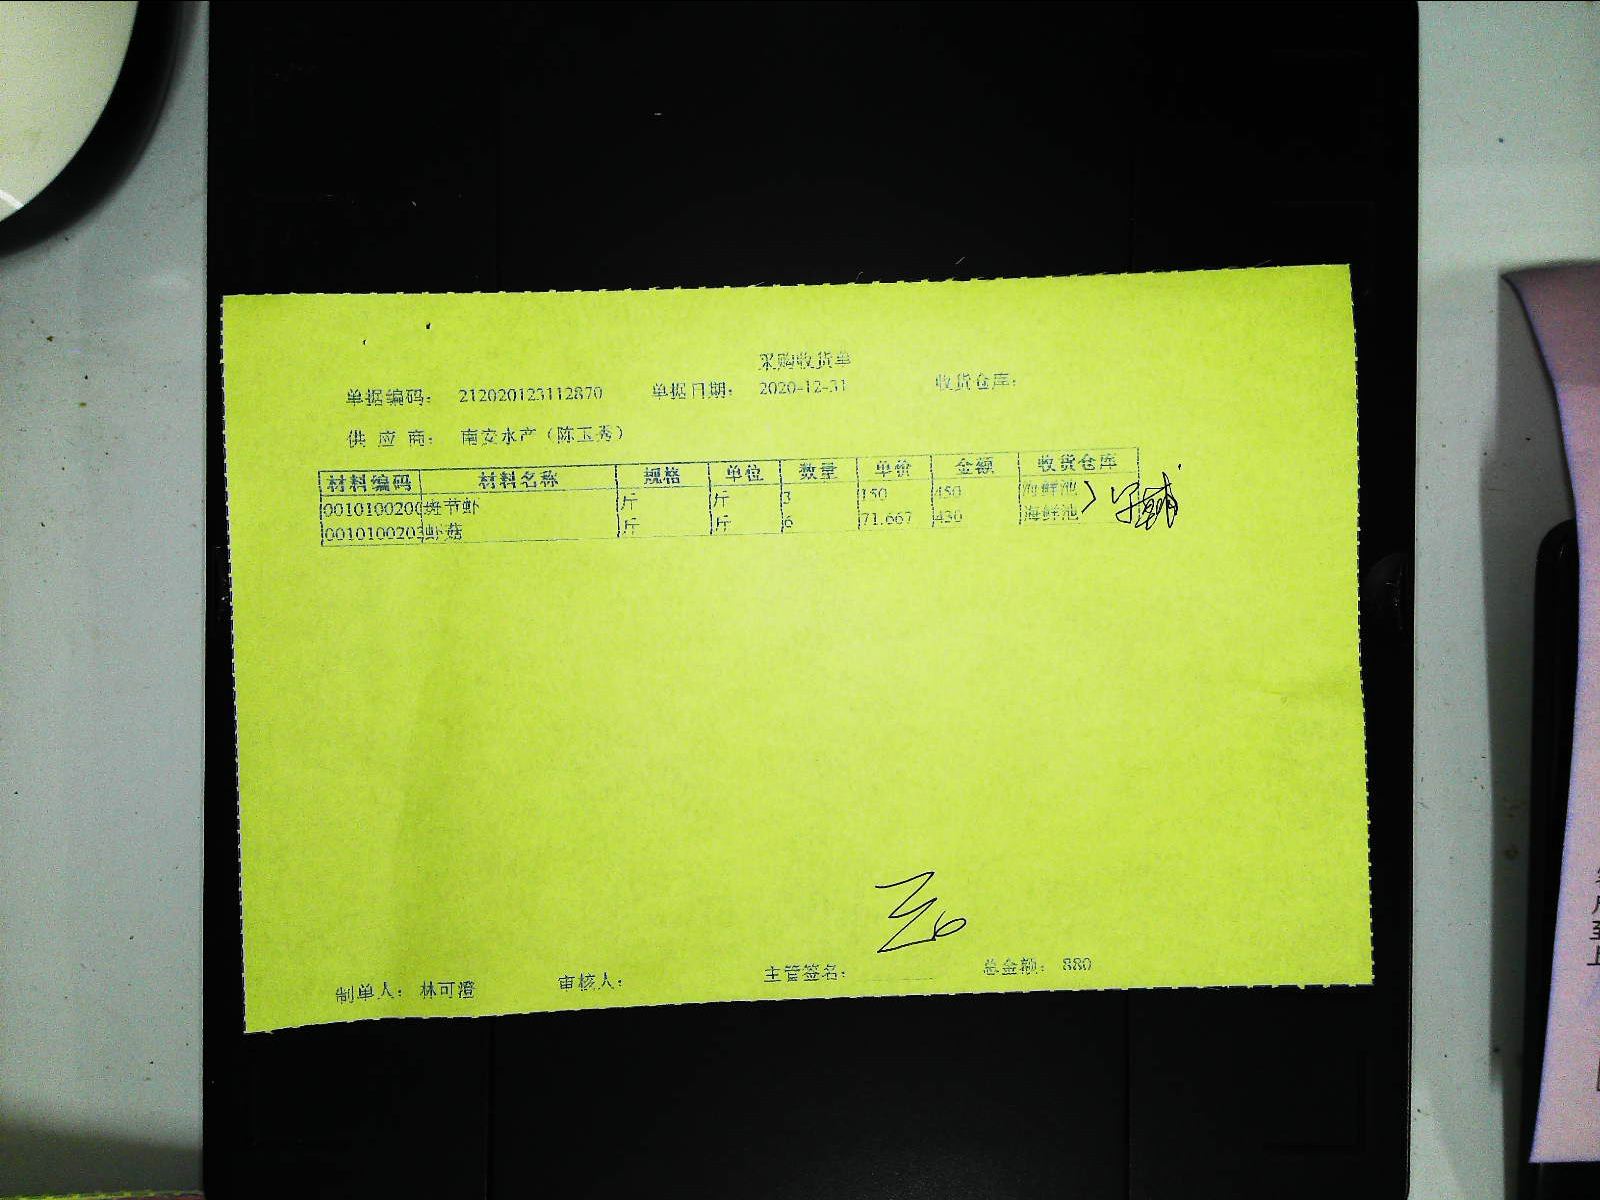 采购收货单
单据编码： 212020123112870 单据日期： 2020-12-31 收货仓库：
供 应 商： 南安水产（陈玉秀）
材料编码 材料名称 规格 单位 数量 单价 金额 收货仓库
0010100200 斑节虾 斤 斤 3 150 450 海鲜池
0010100203 虾菇 斤 斤 6 71.667 430 海鲜池
制单人： 林可澄 审核人： 主管签名： 总金额： 880